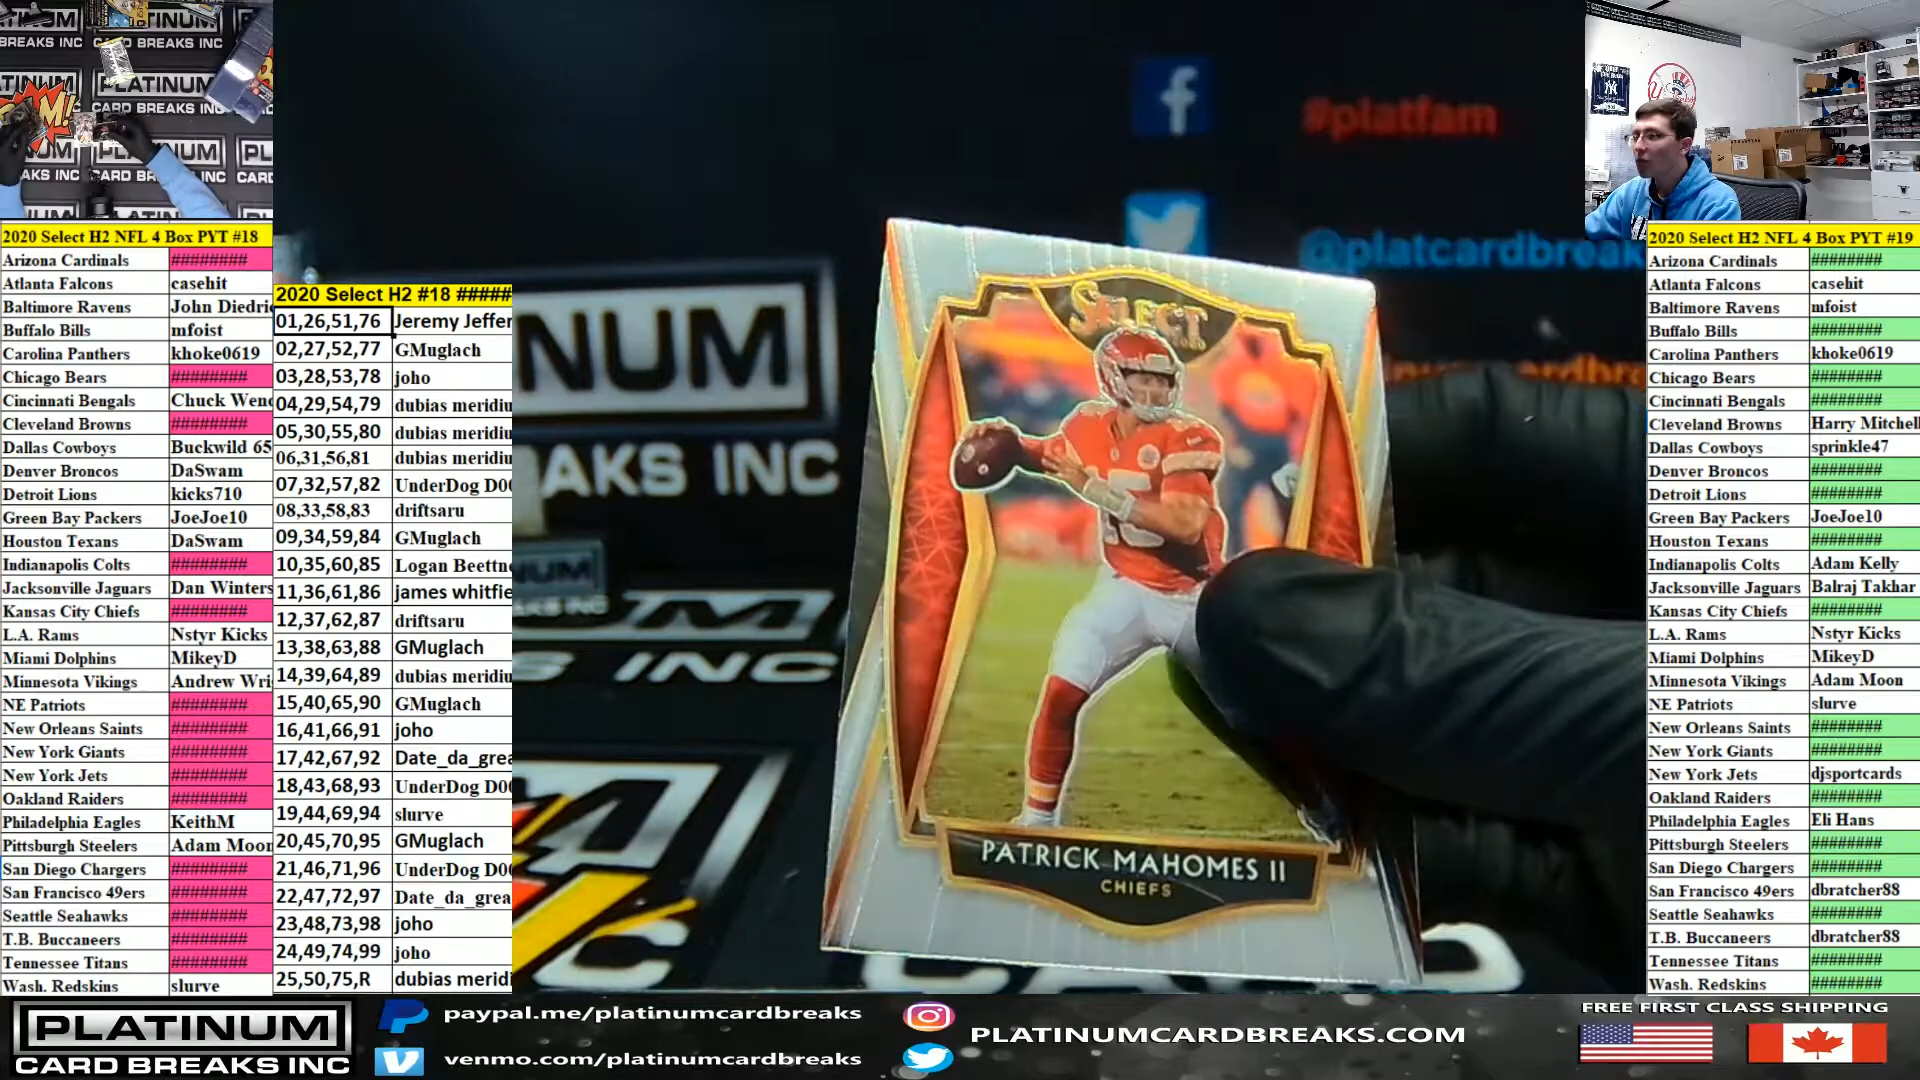 2020 Select H2 NFL 4 Box PYT #18
Arizona Cardinals ########
Atlanta Falcons casehit
Baltimore Ravens John Diedri
Buffalo Bills mfoist
Carolina Panthers khoke0619
Chicago Bears ########
Cincinnati Bengals Chuck Wen
Cleveland Browns ########
Dallas Cowboys Buckwild 65
Denver Broncos DaSwam
Detroit Lions kicks710
Green Bay Packers JoeJoe10
Houston Texans DaSwam
Indianapolis Colts ########
Jacksonville Jaguars Dan Winters
Kansas City Chiefs ########
L.A. Rams Nstyr Kicks
Miami Dolphins MikeyD
Minnesota Vikings Andrew Wri
NE Patriots ########
New Orleans Saints ########
New York Giants ########
New York Jets ########
Oakland Raiders ########
Philadelphia Eagles KeithM
Pittsburgh Steelers Adam Moon
San Diego Chargers ########
San Francisco 49ers ########
Seattle Seahawks ########
T.B. Buccaneers ########
Tennessee Titans ########
Wash. Redskins slurve
2020 Select H2 #18 #####
01,26,51,76 Jeremy Jeffer
02,27,52,77 GMuglach
03,28,53,78 joho
04,29,54,79 dubias meridiu
05,30,55,80 dubias meridiu
06,31,56,81 dubias meridiu
07,32,57,82 UnderDog D00
08,33,58,83 driftsaru
09,34,59,84 GMuglach
10,35,60,85 Logan Beettn
11,36,61,86 james whitfie
12,37,62,87 driftsaru
13,38,63,88 GMuglach
14,39,64,89 dubias meridiu
15,40,65,90 GMuglach
16,41,66,91 joho
17,42,67,92 Date_da_grea
18,43,68,93 UnderDog D00
19,44,69,94 slurve
20,45,70,95 GMuglach
21,46,71,96 UnderDog D00
22,47,72,97 Date_da_grea
23,48,73,98 joho
24,49,74,99 joho
25,50,75,R dubias meridi
#platfam
@platcardbreak
SELECT
2020
PATRICK MAHOMES II
CHIEFS
2020 Select H2 NFL 4 Box PYT #19
Arizona Cardinals ########
Atlanta Falcons casehit
Baltimore Ravens mfoist
Buffalo Bills ########
Carolina Panthers khoke0619
Chicago Bears ########
Cincinnati Bengals ########
Cleveland Browns Harry Mitchell
Dallas Cowboys sprinkle47
Denver Broncos ########
Detroit Lions ########
Green Bay Packers JoeJoe10
Houston Texans ########
Indianapolis Colts Adam Kelly
Jacksonville Jaguars Balraj Takhar
Kansas City Chiefs ########
L.A. Rams Nstyr Kicks
Miami Dolphins MikeyD
Minnesota Vikings Adam Moon
NE Patriots slurve
New Orleans Saints ########
New York Giants ########
New York Jets djsportcards
Oakland Raiders ########
Philadelphia Eagles Eli Hans
Pittsburgh Steelers ########
San Diego Chargers ########
San Francisco 49ers dbratcher88
Seattle Seahawks ########
T.B. Buccaneers dbratcher88
Tennessee Titans ########
Wash. Redskins ########
PLATINUM
CARD BREAKS INC
paypal.me/platinumcardbreaks
venmo.com/platinumcardbreaks
PLATINUMCARDBREAKS.COM
FREE FIRST CLASS SHIPPING